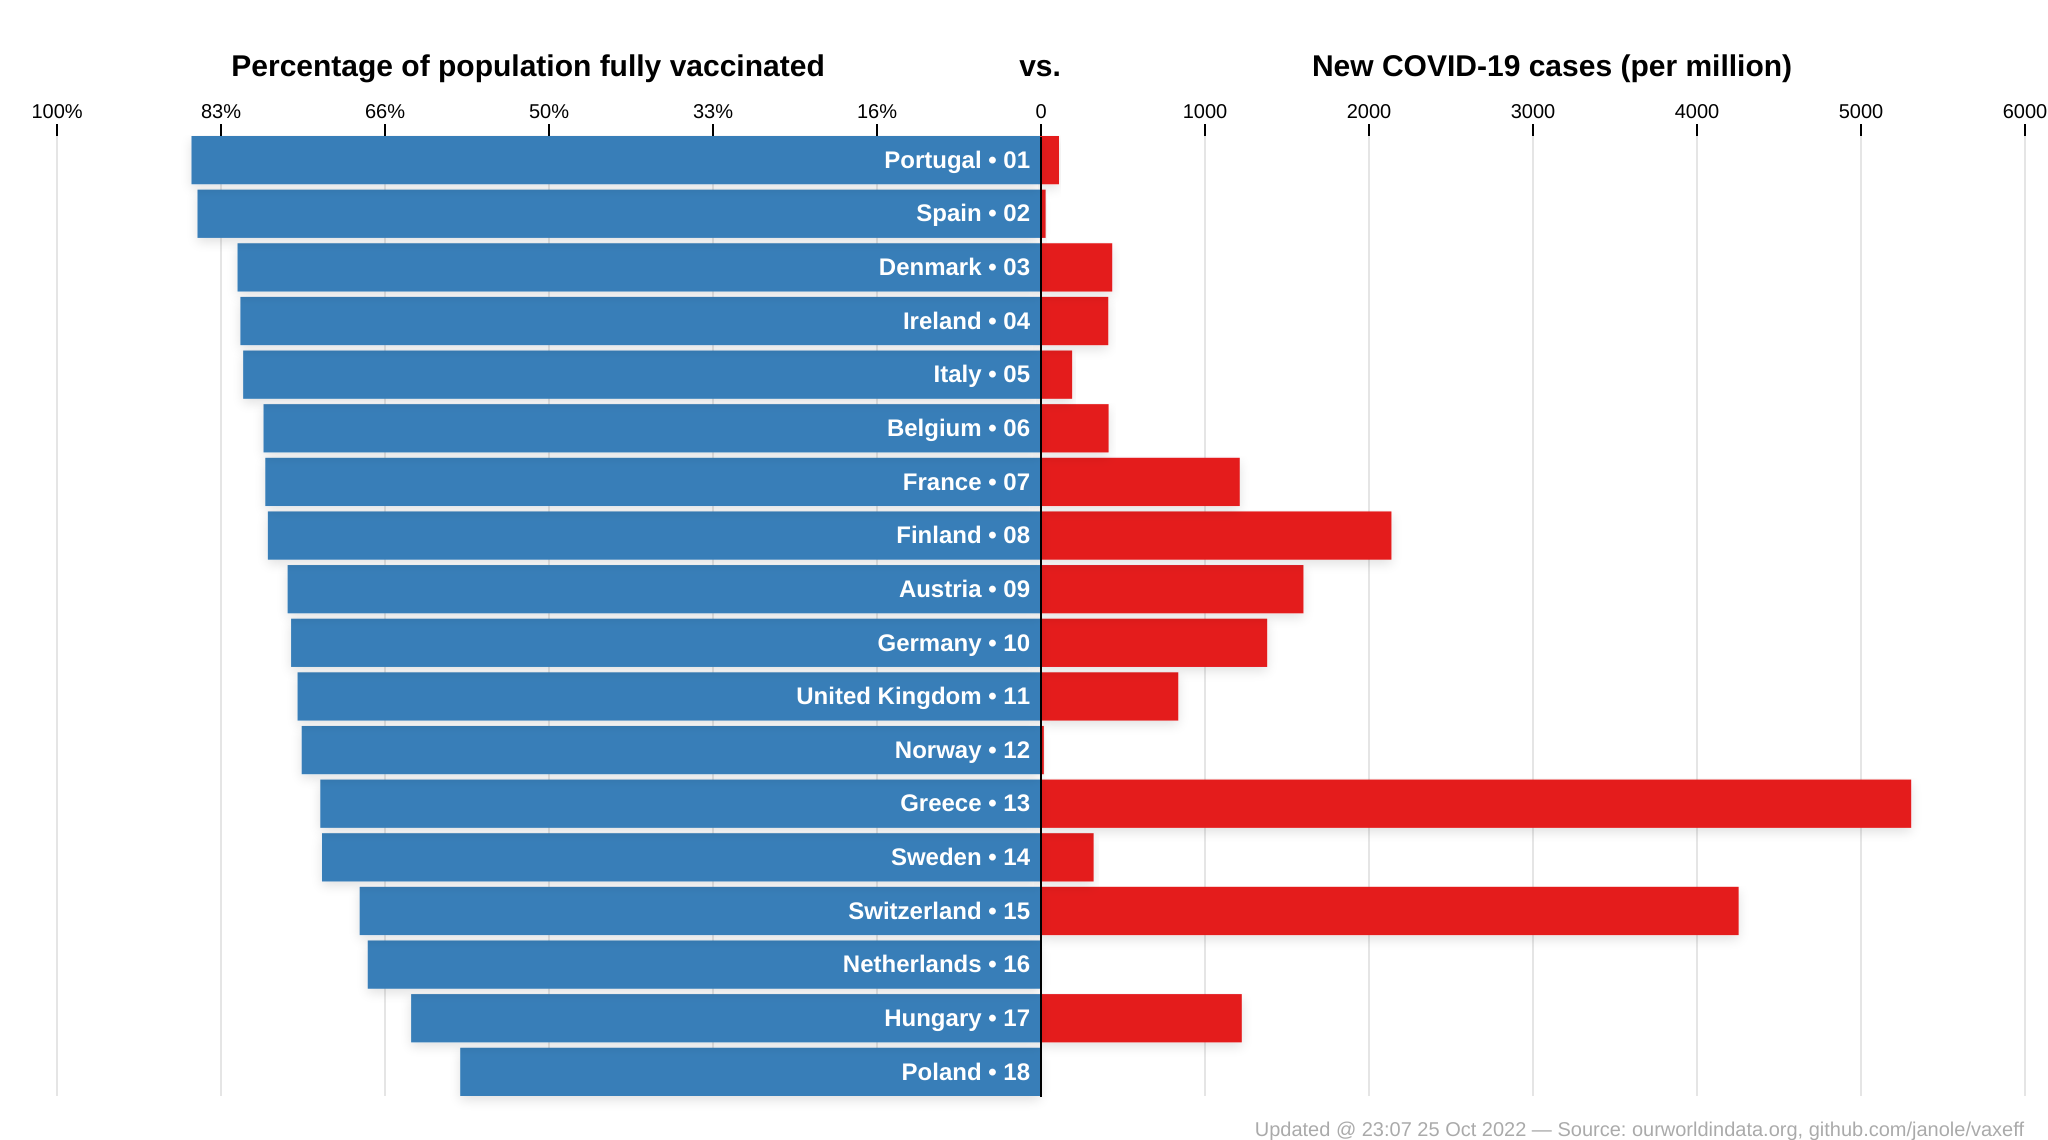 Percentage of population fully vaccinated vs. New COVID-19 cases (per million)
100% 83% 66% 50% 33% 16% 0 1000 2000 3000 4000 5000 6000
Portugal • 01
Spain • 02
Denmark • 03
Ireland • 04
Italy • 05
Belgium • 06
France • 07
Finland • 08
Austria • 09
Germany • 10
United Kingdom • 11
Norway • 12
Greece • 13
Sweden • 14
Switzerland • 15
Netherlands • 16
Hungary • 17
Poland • 18
Updated @ 23:07 25 Oct 2022 — Source: ourworldindata.org, github.com/janole/vaxeff